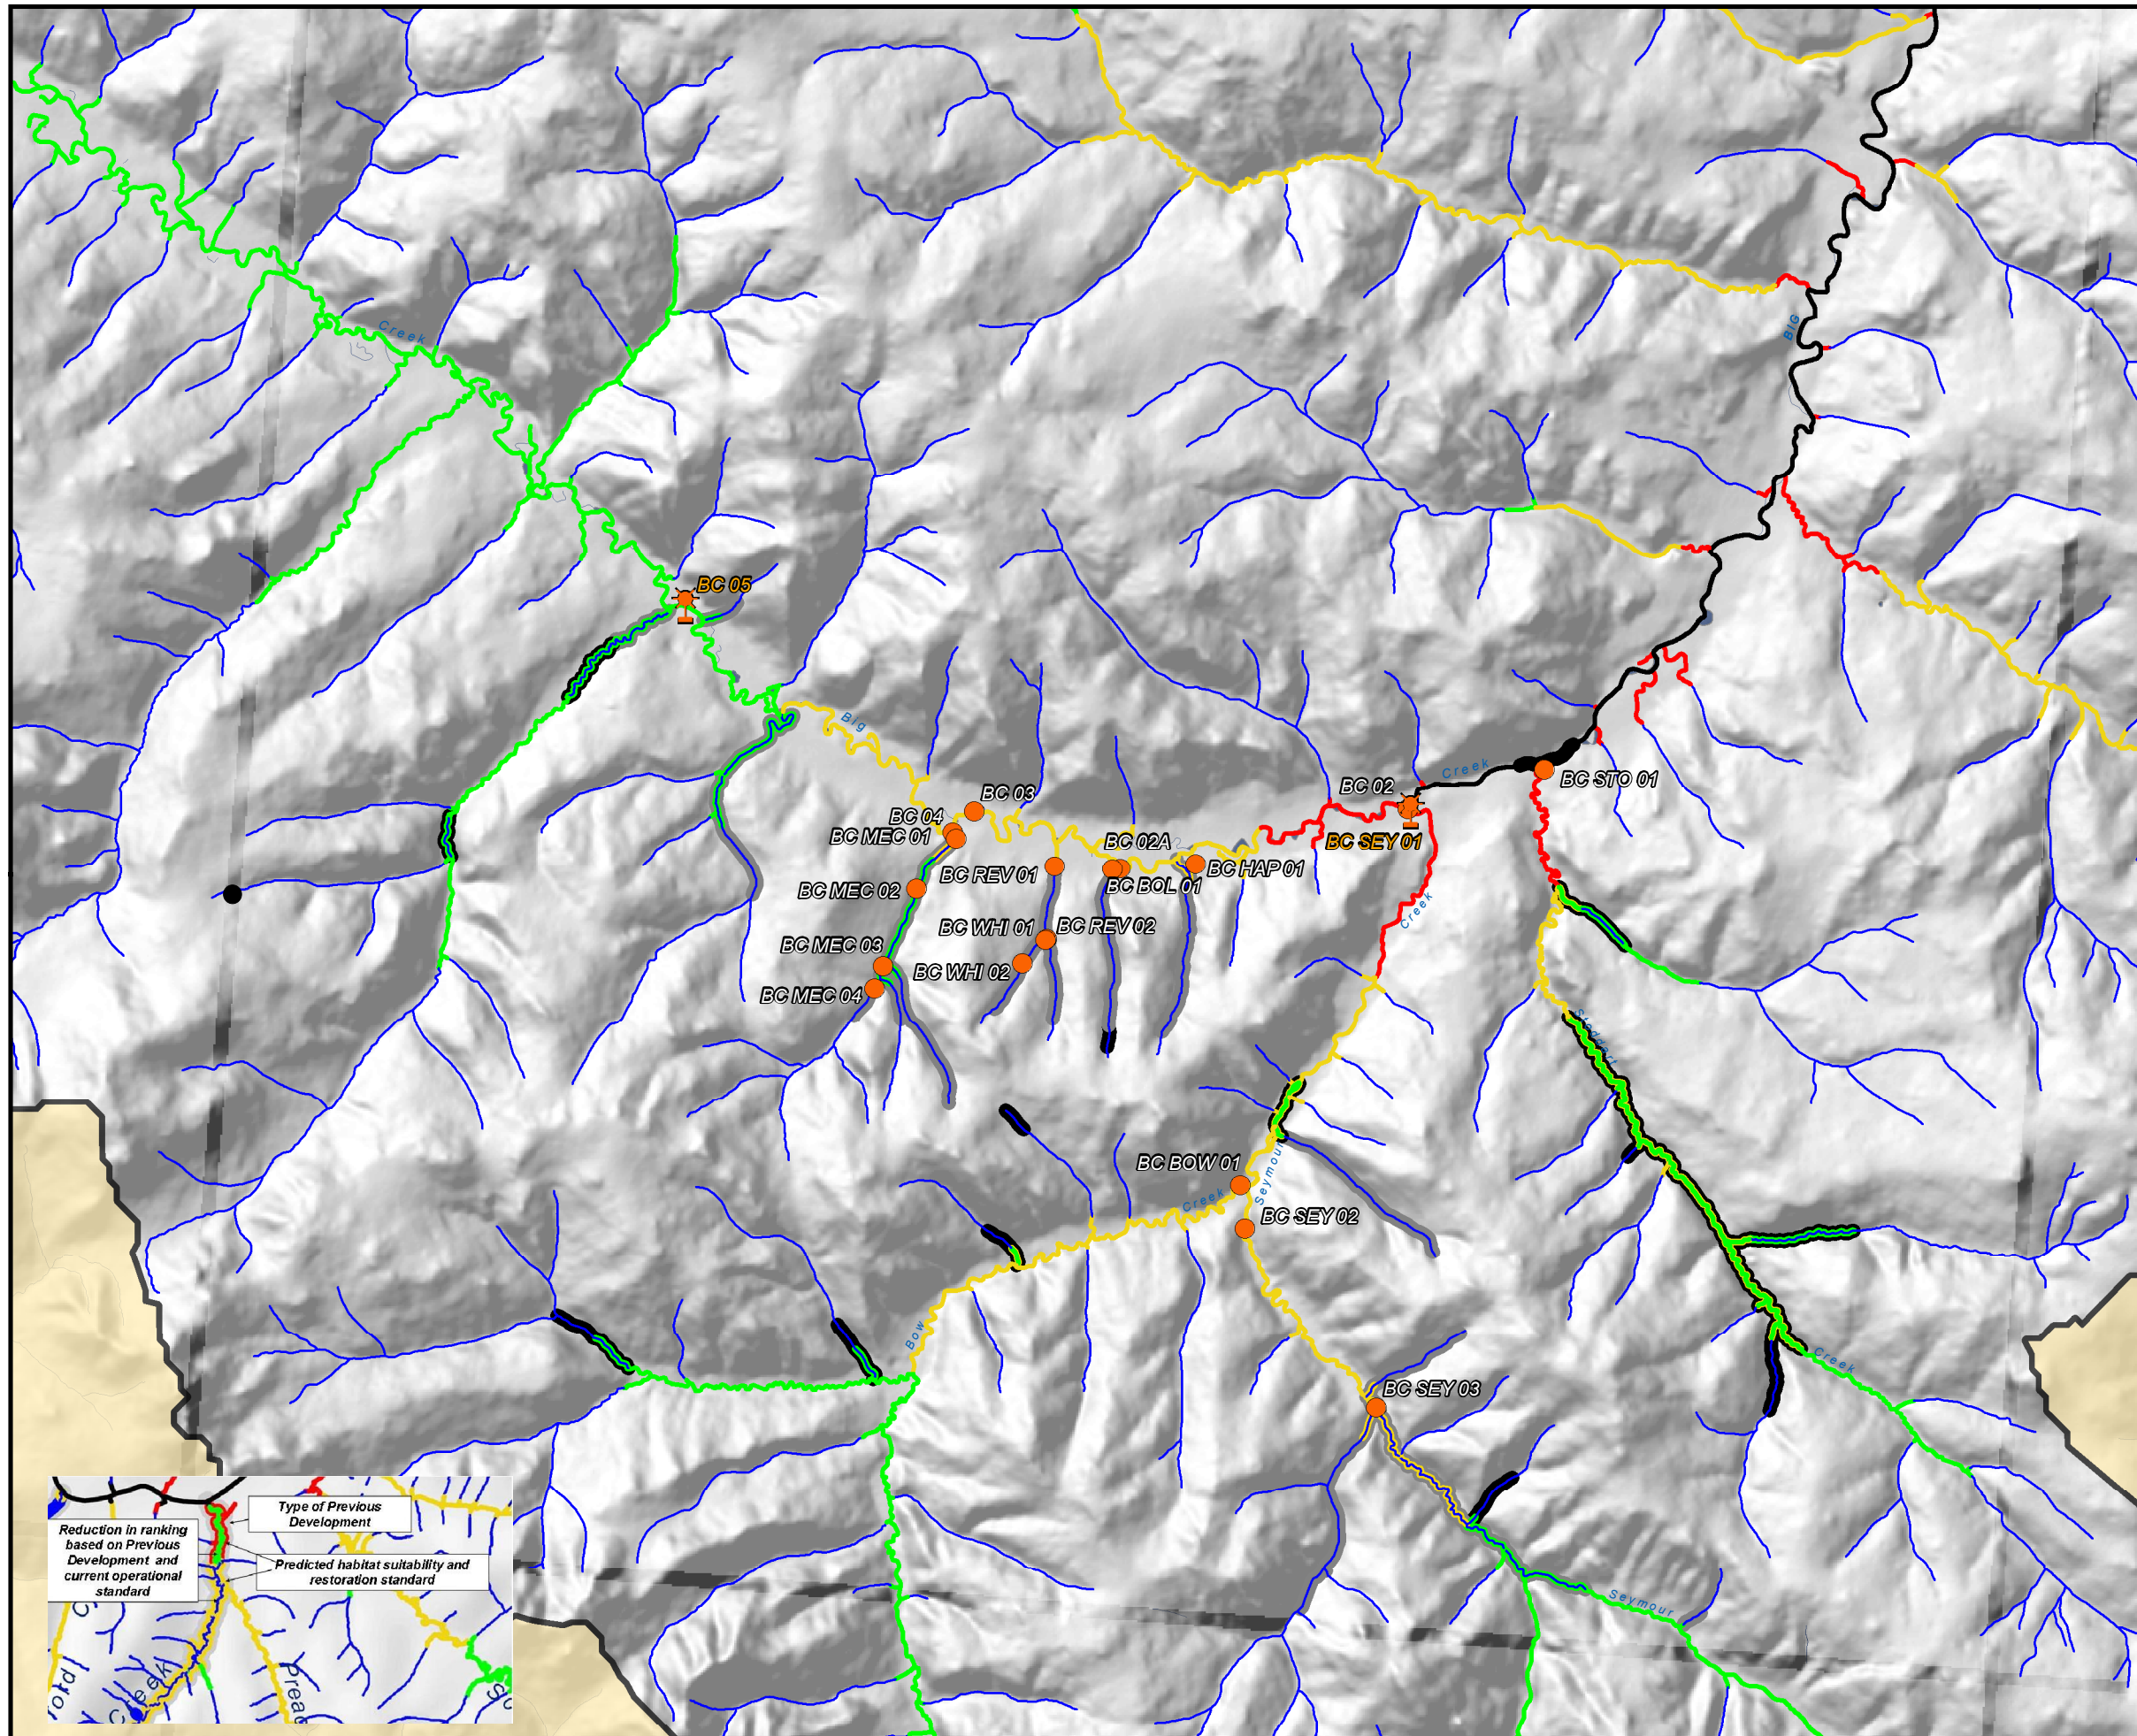 Creek
BIG
BC 05
Big
BC 03
BC 04
BC MEC 01
BC 02
Creek
BC STO 01
BC SEY 01
BC 02A
BC REV 01
BC HAP 01
BC BOL 01
BC MEC 02
Creek
BC WHI 01
BC REV 02
BC MEC 03
BC WHI 02
BC MEC 04
Stoddart
BC BOW 01
Seymour
Creek
BC SEY 02
Bow
Creek
BC SEY 03
Seymour
Type of Previous
Development
Reduction in ranking
based on Previous
Development and
current operational
standard
Predicted habitat suitability and
restoration standard
Creek